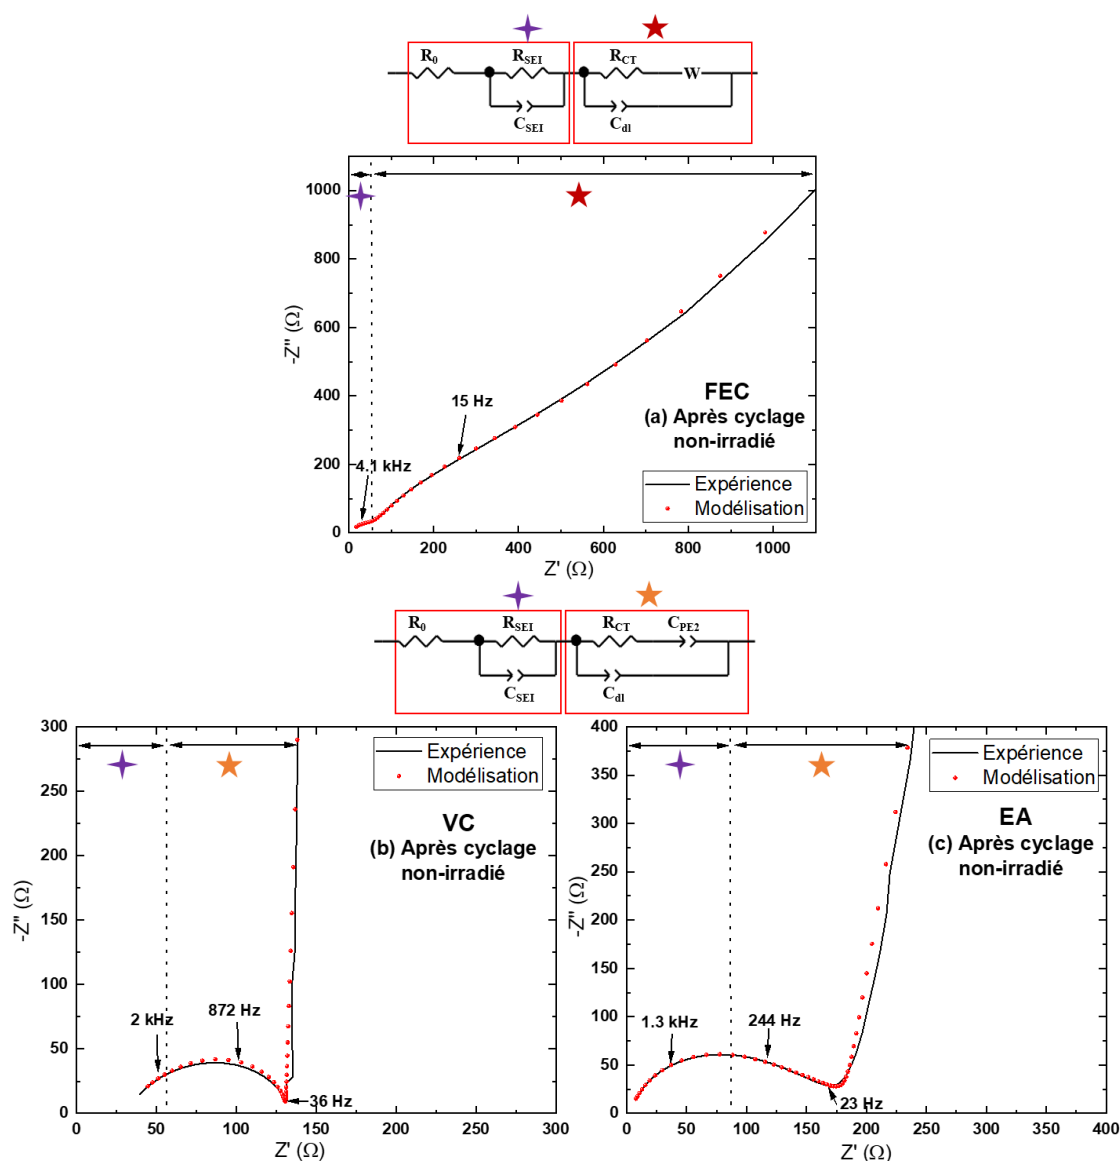 R0 RSEI RCT W
CSEI Cdl
1000
800
600
400
200
0
-Z'' (Ω)
4.1 kHz
15 Hz
FEC
(a) Après cyclage
non-irradié
Expérience
Modélisation
0 200 400 600 800 1000
Z' (Ω)
R0 RSEI RCT CPE2
CSEI Cdl
300
250
200
150
100
50
0
-Z'' (Ω)
Expérience
Modélisation
VC
(b) Après cyclage
non-irradié
2 kHz
872 Hz
36 Hz
0 50 100 150 200 250 300
Z' (Ω)
400
350
300
250
200
150
100
50
0
-Z'' (Ω)
Expérience
Modélisation
EA
(c) Après cyclage
non-irradié
1.3 kHz
244 Hz
23 Hz
0 50 100 150 200 250 300 350 400
Z' (Ω)